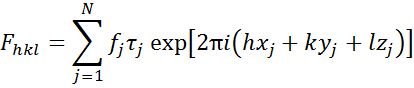 F_{hkl} = \sum_{j=1}^{N} f_j \tau_j \exp[2\pi i(hx_j + ky_j + lz_j)]